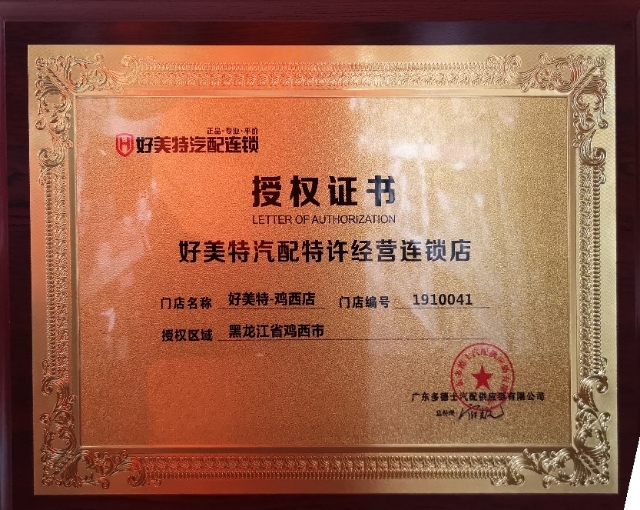 正品·专业·平价
好美特汽配连锁
授权证书
LETTER OF AUTHORIZATION
好美特汽配特许经营连锁店
门店名称 好美特-鸡西店 门店编号 1910041
授权区域 黑龙江省鸡西市
广东多德士汽配供应链有限公司
总经理: